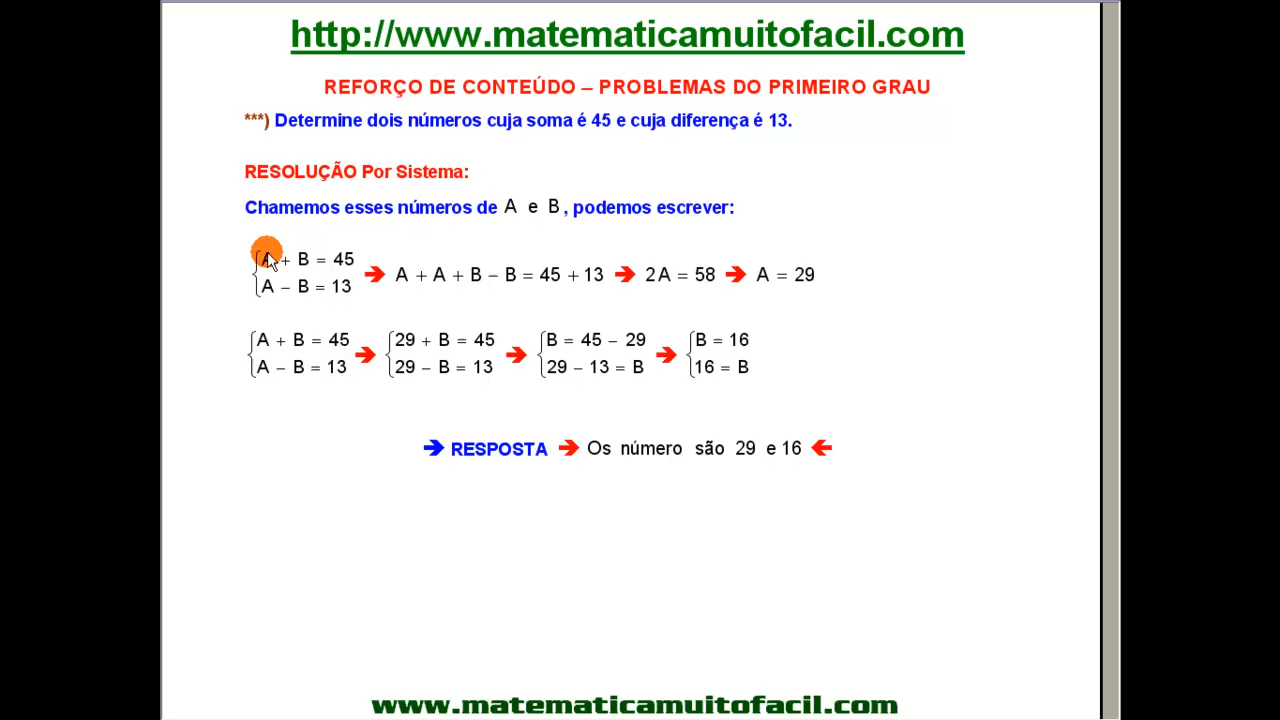 http://www.matematicamuitofacil.com
REFORÇO DE CONTEÚDO – PROBLEMAS DO PRIMEIRO GRAU
***) Determine dois números cuja soma é 45 e cuja diferença é 13.
RESOLUÇÃO Por Sistema:
Chamemos esses números de A e B, podemos escrever:
A + B = 45
A − B = 13 ➔ A + A + B − B = 45 + 13 ➔ 2A = 58 ➔ A = 29
A + B = 45 ➔ 29 + B = 45 ➔ B = 45 − 29 ➔ B = 16
A − B = 13 29 − B = 13 29 − 13 = B 16 = B
➔ RESPOSTA ➔ Os número são 29 e 16 🡰
www.matematicamuitofacil.com